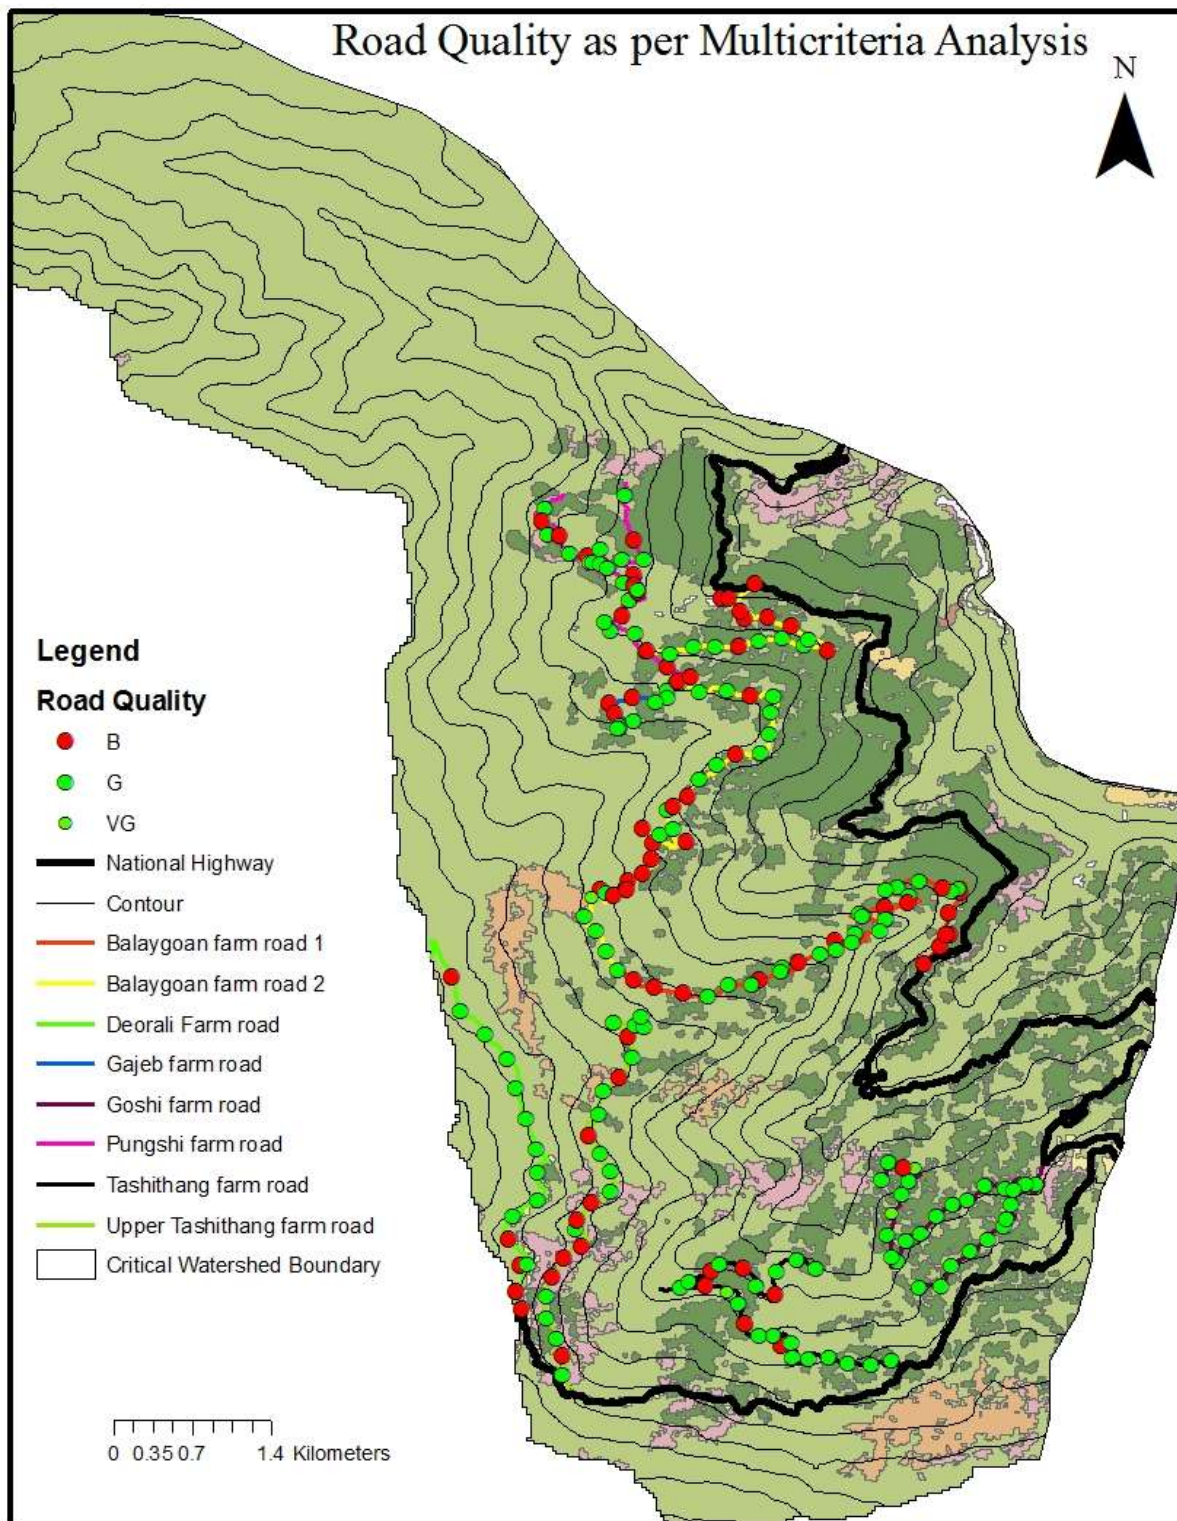 Road Quality as per Multicriteria Analysis
N
Legend
Road Quality
B
G
VG
National Highway
Contour
Balaygoan farm road 1
Balaygoan farm road 2
Deorali Farm road
Gajeb farm road
Goshi farm road
Pungshi farm road
Tashithang farm road
Upper Tashithang farm road
Critical Watershed Boundary
0 0.35 0.7 1.4 Kilometers